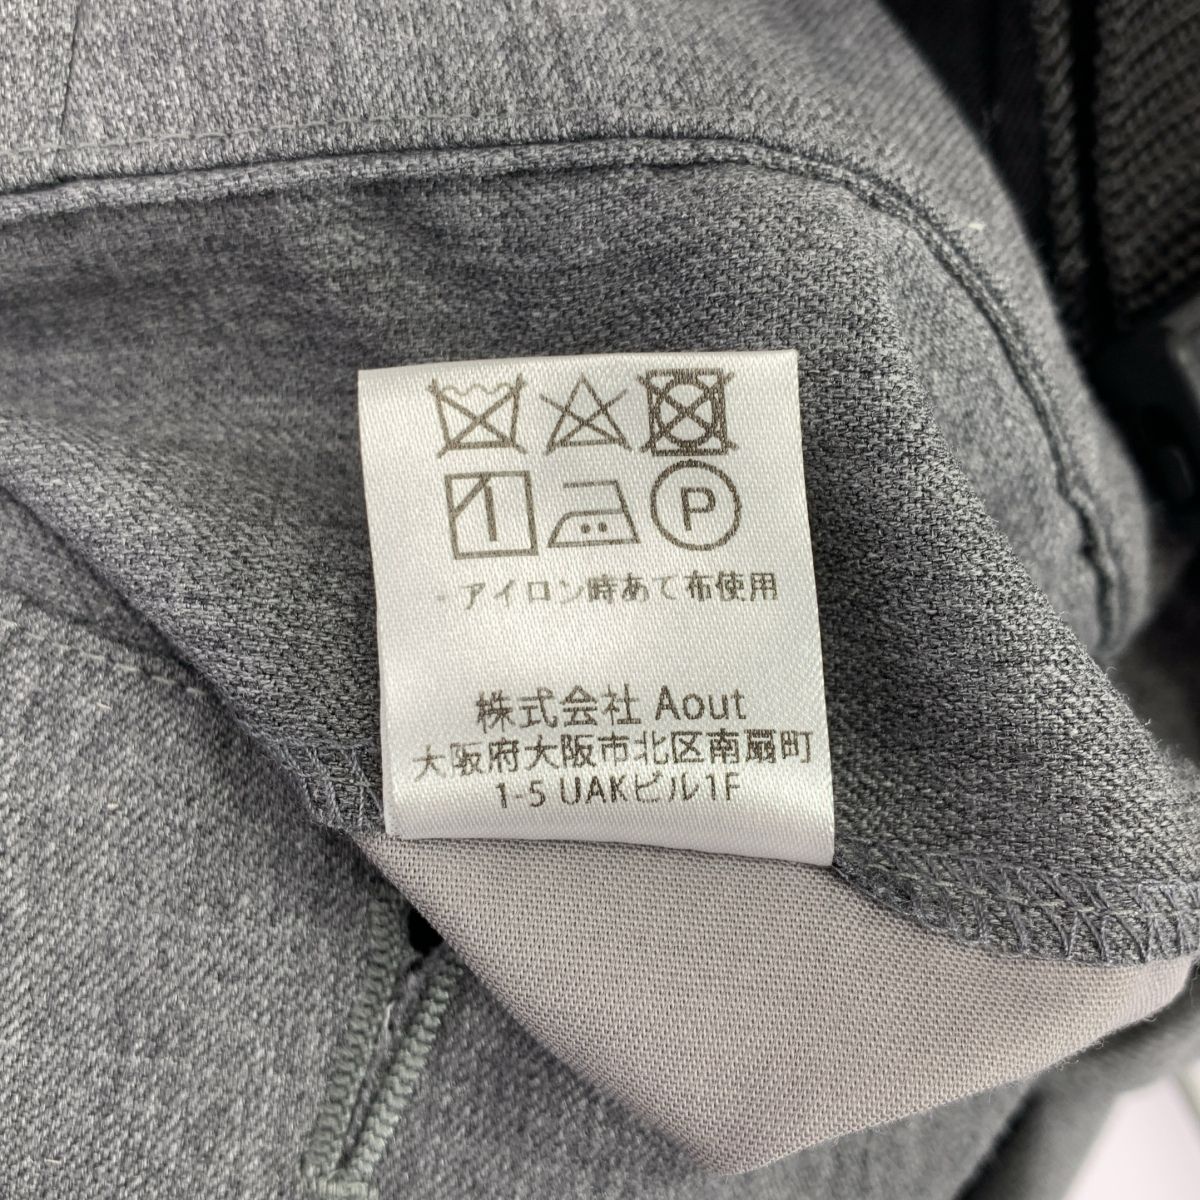 P
・アイロン時あて布使用
株式会社 Aout
大阪府大阪市北区南扇町
1-5 UAKビル1F